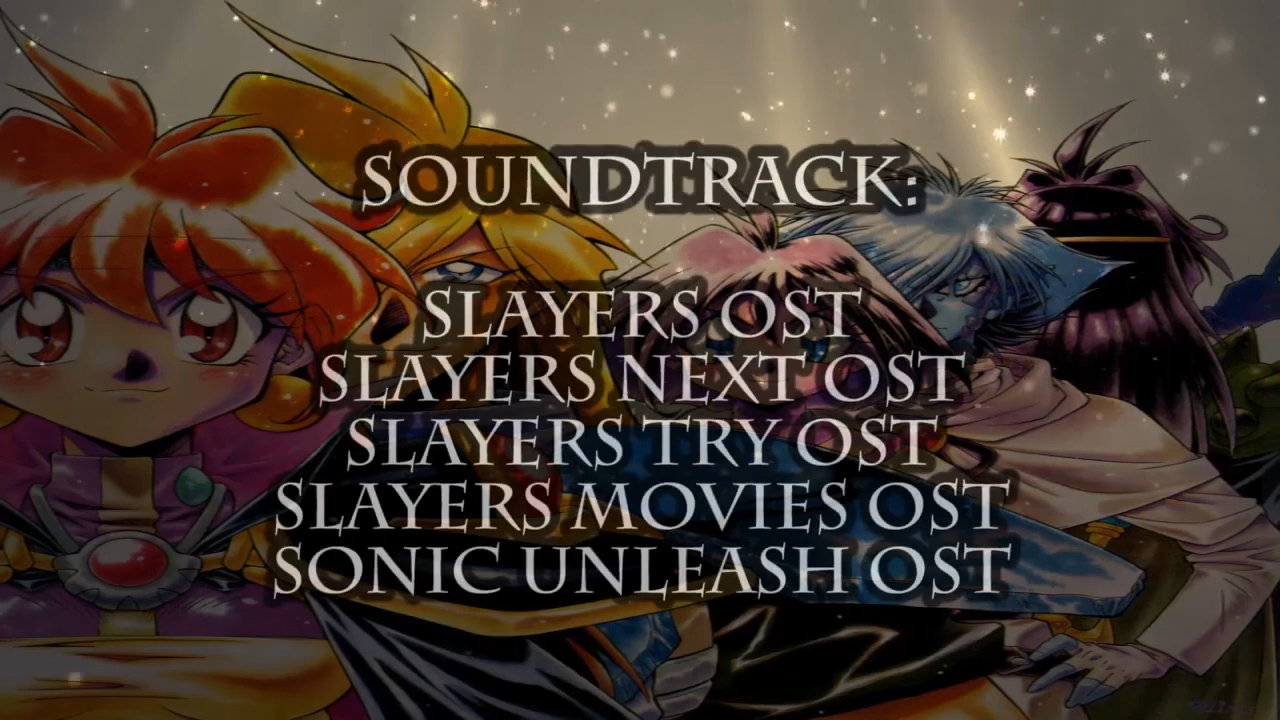 SOUNDTRACK:
SLAYERS OST
SLAYERS NEXT OST
SLAYERS TRY OST
SLAYERS MOVIES OST
SONIC UNLEASH OST